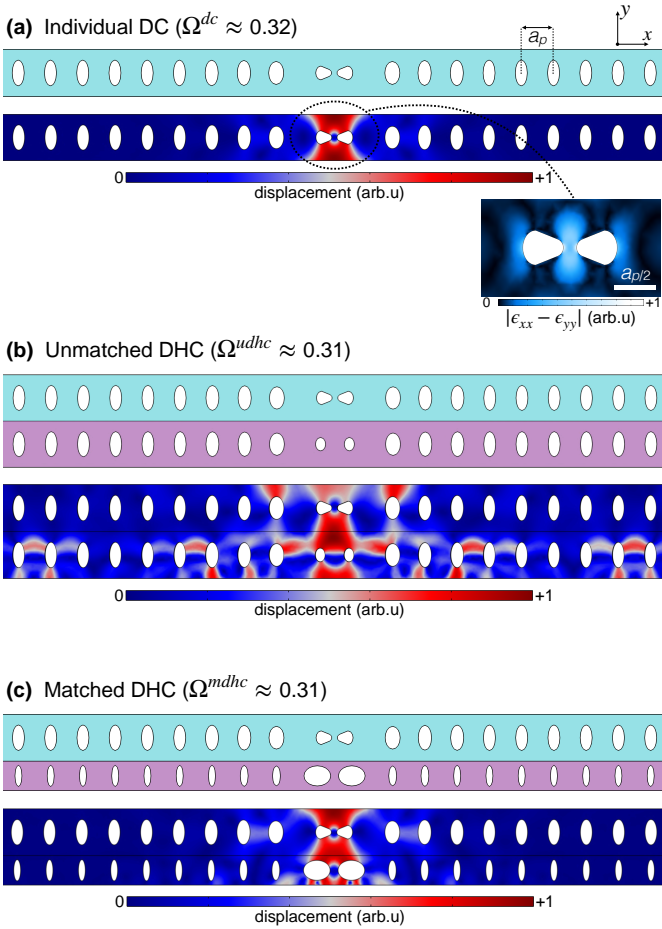 (a) Individual DC (Ω^dc ≈ 0.32)
y
x
a_p
0
+1
displacement (arb.u)
a_p/2
0
+1
|ϵ_xx − ϵ_yy| (arb.u)
(b) Unmatched DHC (Ω^udhc ≈ 0.31)
0
+1
displacement (arb.u)
(c) Matched DHC (Ω^mdhc ≈ 0.31)
0
+1
displacement (arb.u)